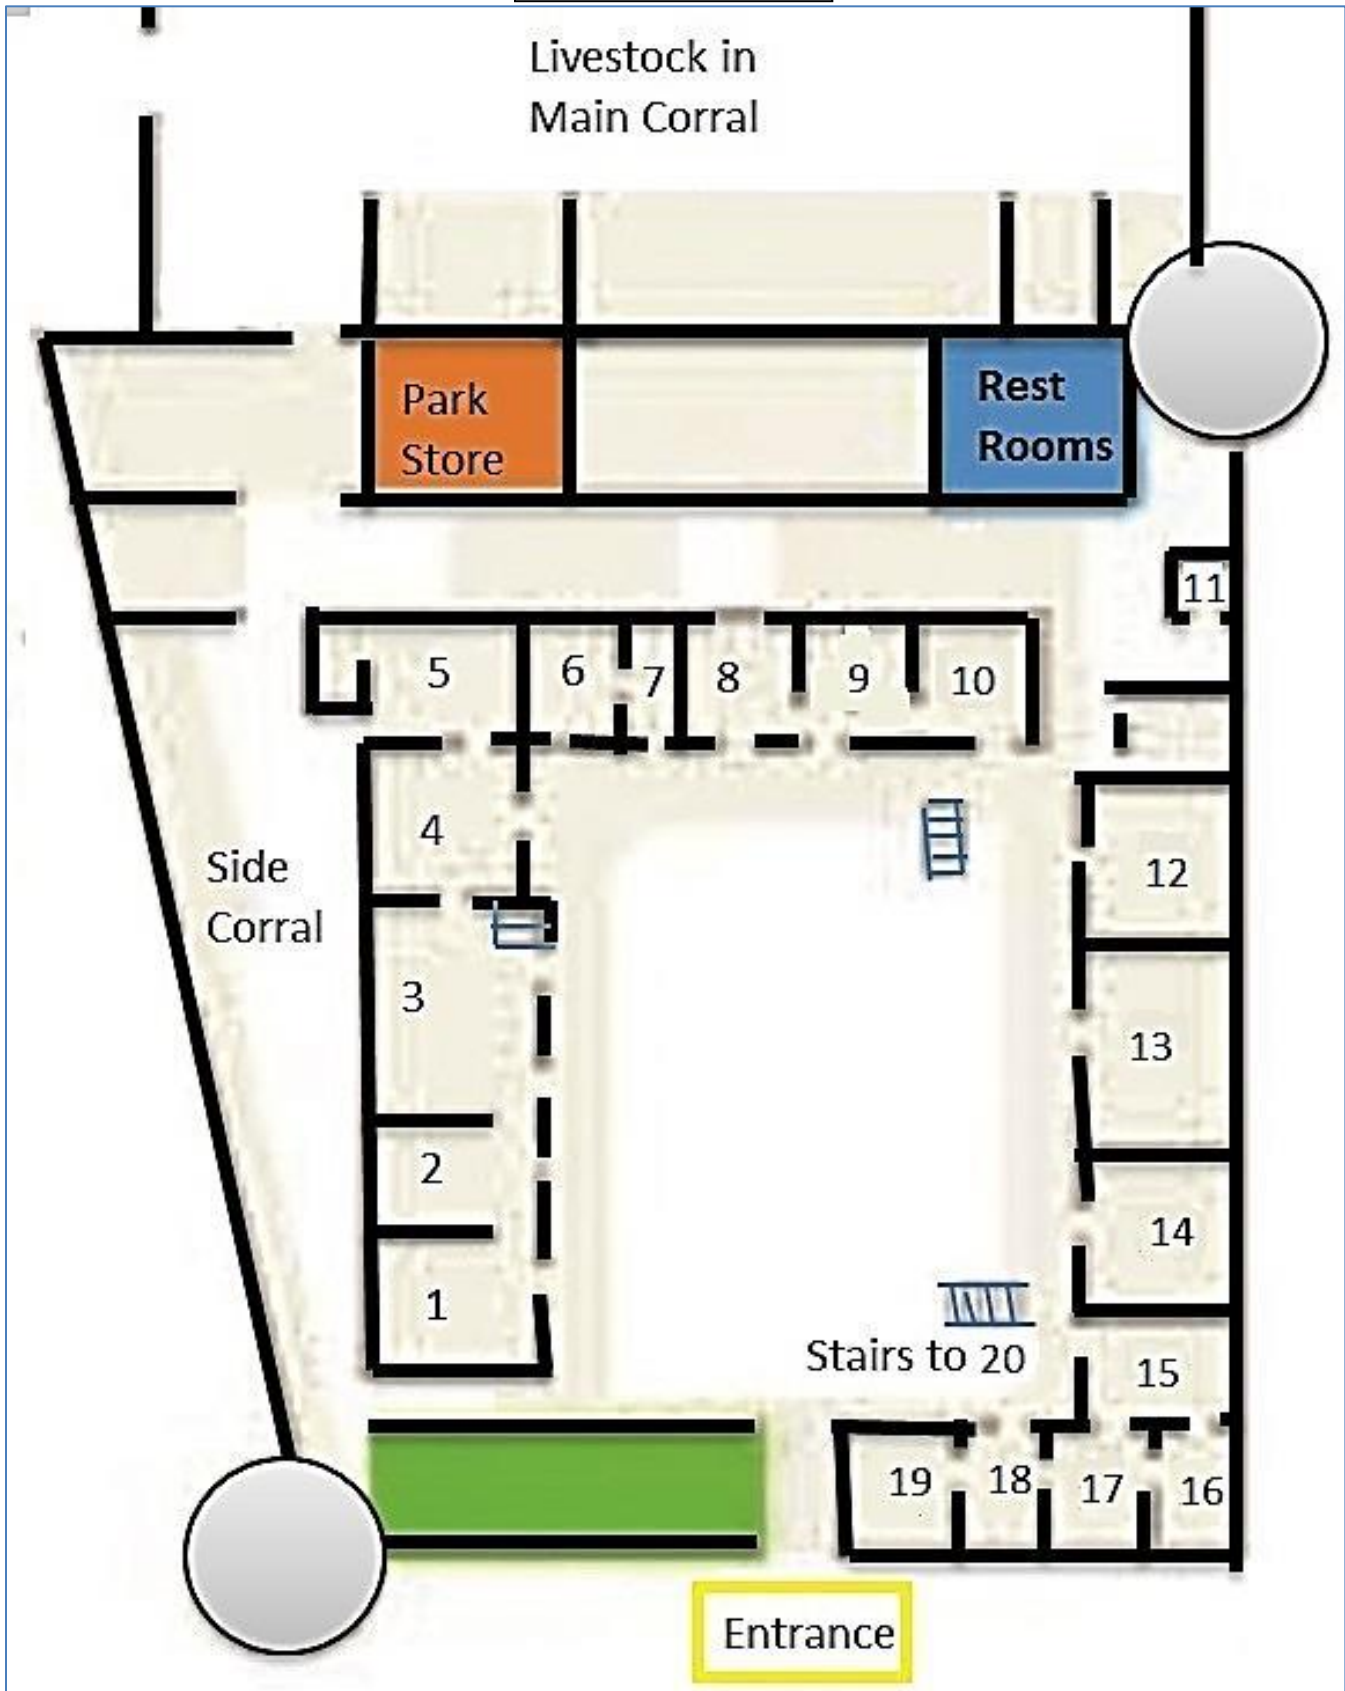 Livestock in
Main Corral
Park
Store
Rest
Rooms
11
5
6
7
8
9
10
4
12
Side
Corral
3
13
2
14
1
Stairs to 20
15
19
18
17
16
Entrance